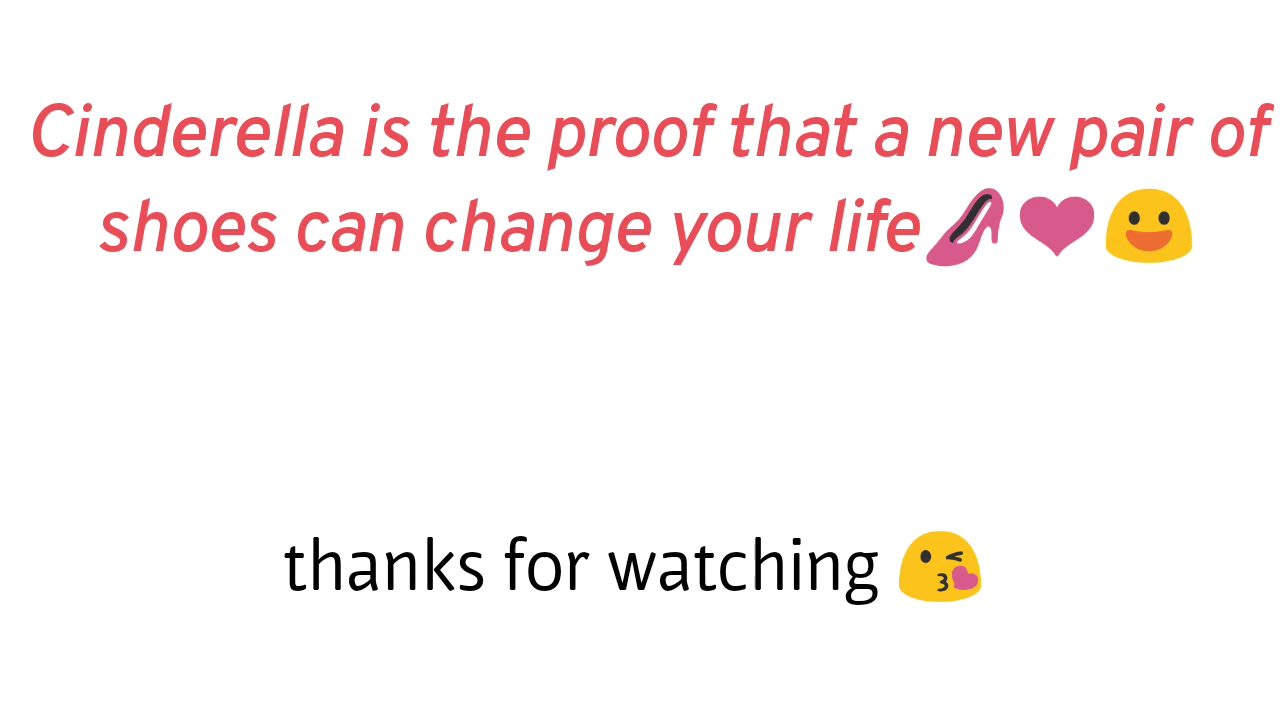 Cinderella is the proof that a new pair of
shoes can change your life👠❤😃
thanks for watching 😘